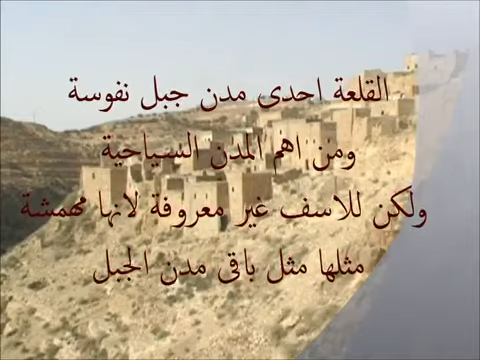 القلعة احدى مدن جبل نفوسة
ومن اهم المدن السياحية
ولكن للاسف غير معروفة لانها مهمشة
مثلها مثل باقى مدن الجبل